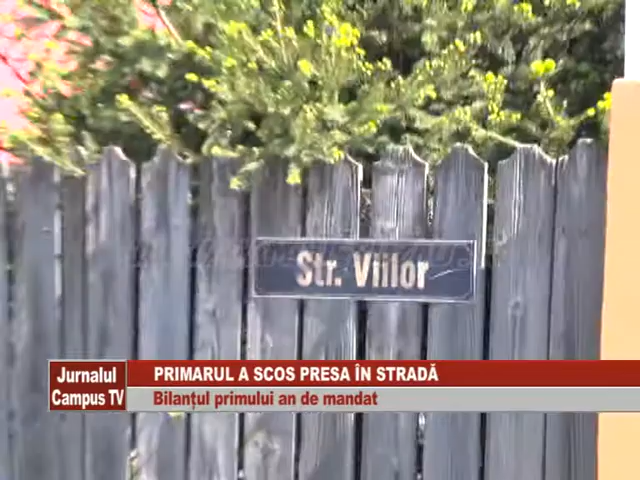 Str. Viilor
Jurnalul
Campus TV
PRIMARUL A SCOS PRESA ÎN STRADĂ
Bilanțul primului an de mandat